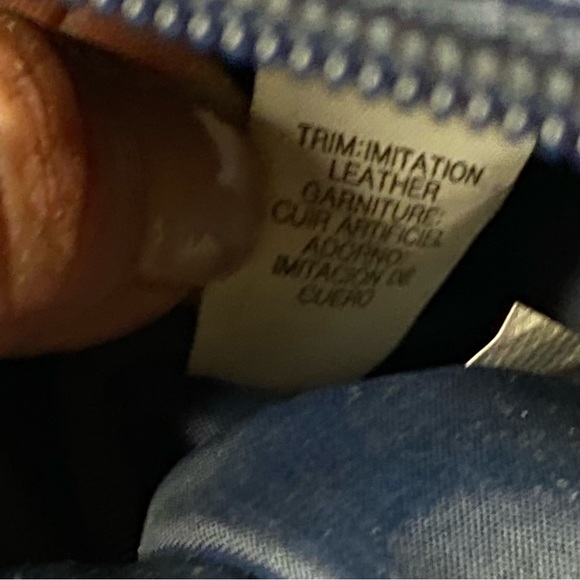 TRIM:IMITATION
LEATHER
GARNITURE:
CUIR ARTIFICIEL
ADORNO:
IMITACION DE
CUERO